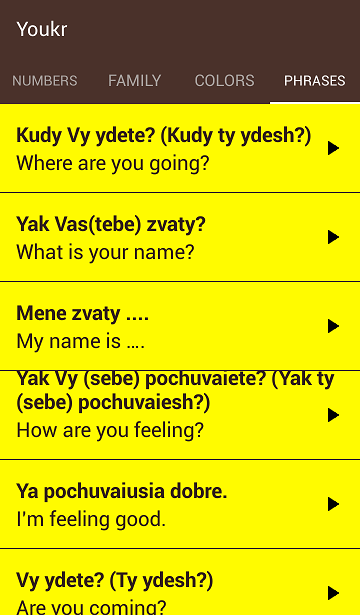 Youkr
NUMBERS FAMILY COLORS PHRASES
Kudy Vy ydete? (Kudy ty ydesh?)
Where are you going?
Yak Vas(tebe) zvaty?
What is your name?
Mene zvaty ....
My name is ....
Yak Vy (sebe) pochuvaiete? (Yak ty
(sebe) pochuvaiesh?)
How are you feeling?
Ya pochuvaiusia dobre.
I'm feeling good.
Vy ydete? (Ty ydesh?)
Are you coming?